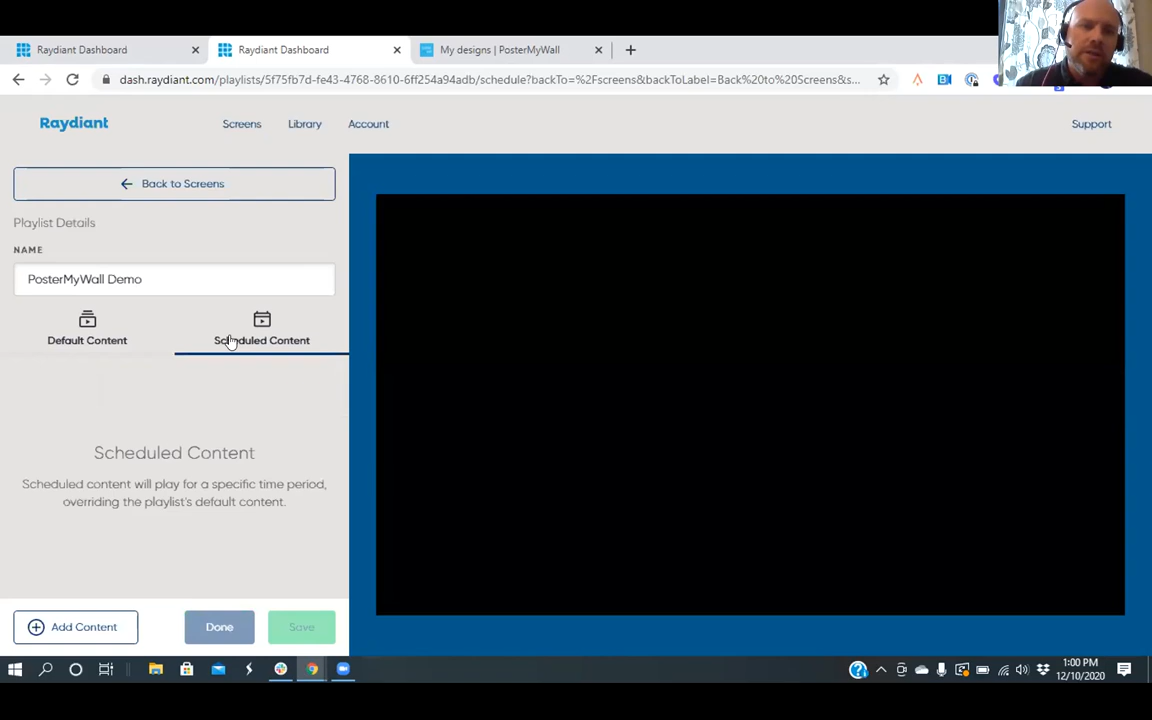 Raydiant Dashboard
Raydiant Dashboard
My designs | PosterMyWall
dash.raydiant.com/playlists/5f75fb7d-fe43-4768-8610-6ff254a94adb/schedule?backTo=%2Fscreens&backToLabel=Back%20to%20Screens&s...
Raydiant
Screens
Library
Account
Support
Back to Screens
Playlist Details
NAME
PosterMyWall Demo
Default Content
Scheduled Content
Scheduled Content
Scheduled content will play for a specific time period,
overriding the playlist's default content.
Add Content
Done
Save
1:00 PM
12/10/2020